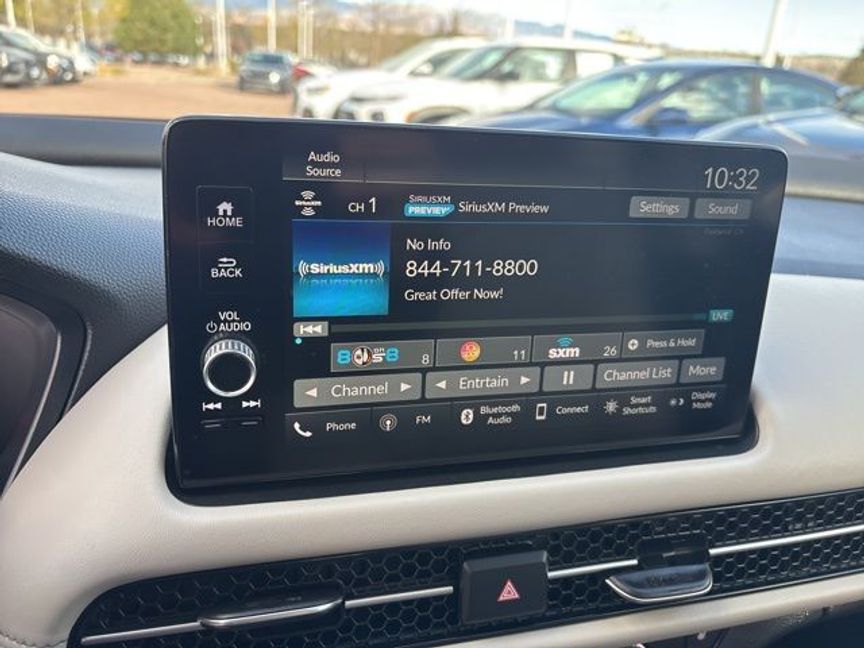 Audio
Source
10:32
HOME
SIRIUSXM
CH 1
SIRIUSXM
PREVIEW
SiriusXM Preview
Settings
Sound
No Info
844-711-8800
Great Offer Now!
((SiriusXM))
BACK
VOL
AUDIO
LIVE
80s8 8
11
sxm 26
Press & Hold
Channel
Entrtain
Channel List
More
Phone
FM
Bluetooth
Audio
Connect
Smart
Shortcuts
Display
Mode